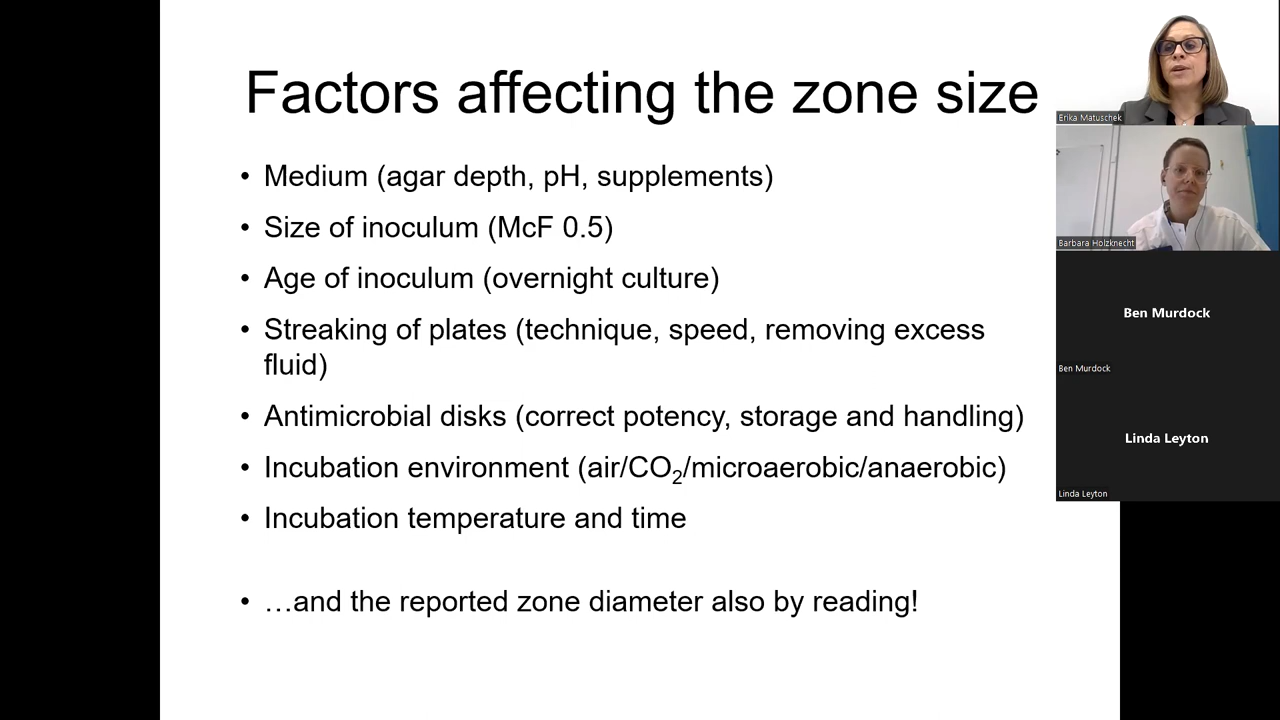 Factors affecting the zone size
• Medium (agar depth, pH, supplements)
• Size of inoculum (McF 0.5)
• Age of inoculum (overnight culture)
• Streaking of plates (technique, speed, removing excess
fluid)
• Antimicrobial disks (correct potency, storage and handling)
• Incubation environment (air/CO₂/microaerobic/anaerobic)
• Incubation temperature and time
• …and the reported zone diameter also by reading!
Erika Matuschek
Barbara Holzknecht
Ben Murdock
Ben Murdock
Linda Leyton
Linda Leyton